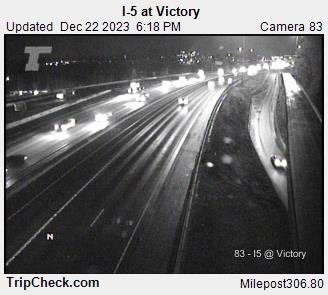 I-5 at Victory
Updated Dec 22 2023 6:18 PM Camera 83
T
N
83 - I5 @ Victory
TripCheck.com Milepost306.80